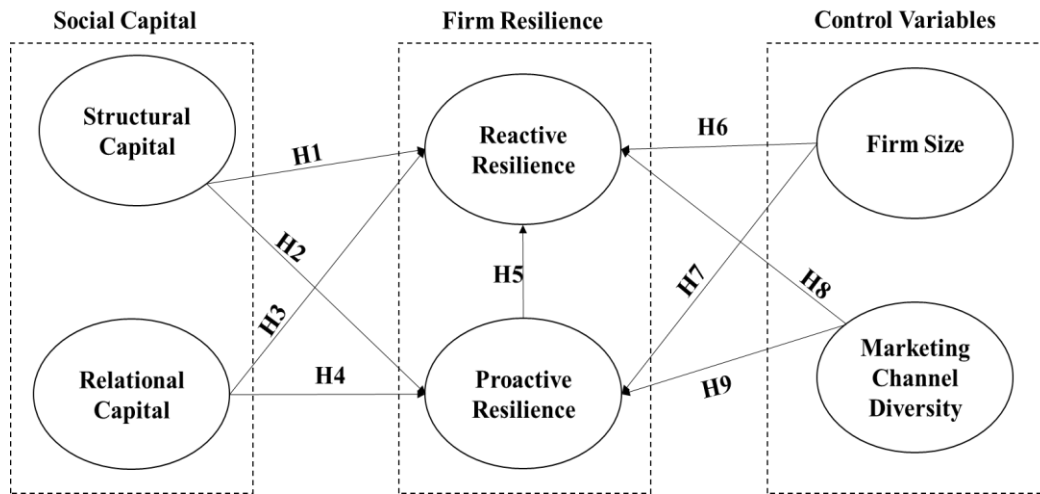 Social Capital
Firm Resilience
Control Variables
Structural
Capital
H1
Reactive
Resilience
H6
Firm Size
H2
H3
H5
H7
H8
Relational
Capital
H4
Proactive
Resilience
H9
Marketing
Channel
Diversity